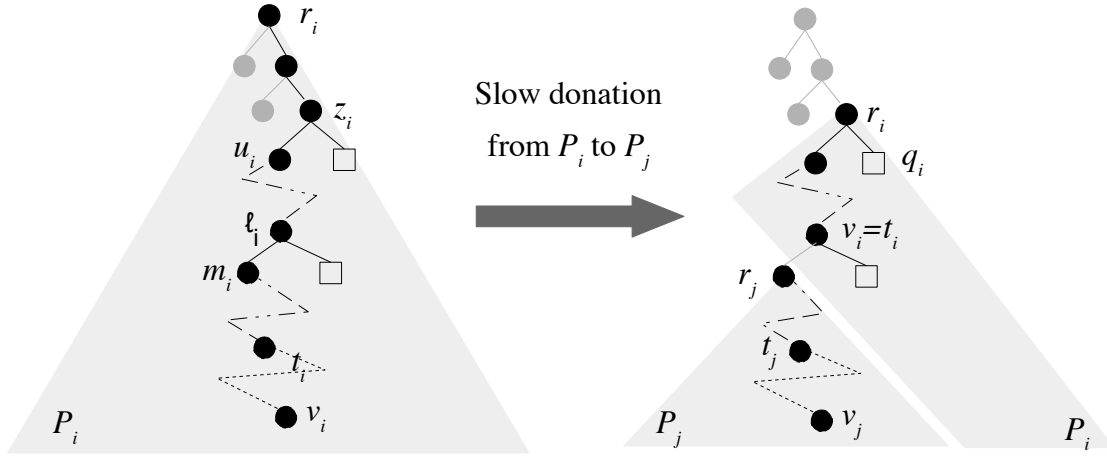 r_i
z_i
u_i
ℓ_i
m_i
t_i
v_i
P_i
Slow donation
from P_i to P_j
r_i
q_i
v_i=t_i
r_j
t_j
v_j
P_j
P_i